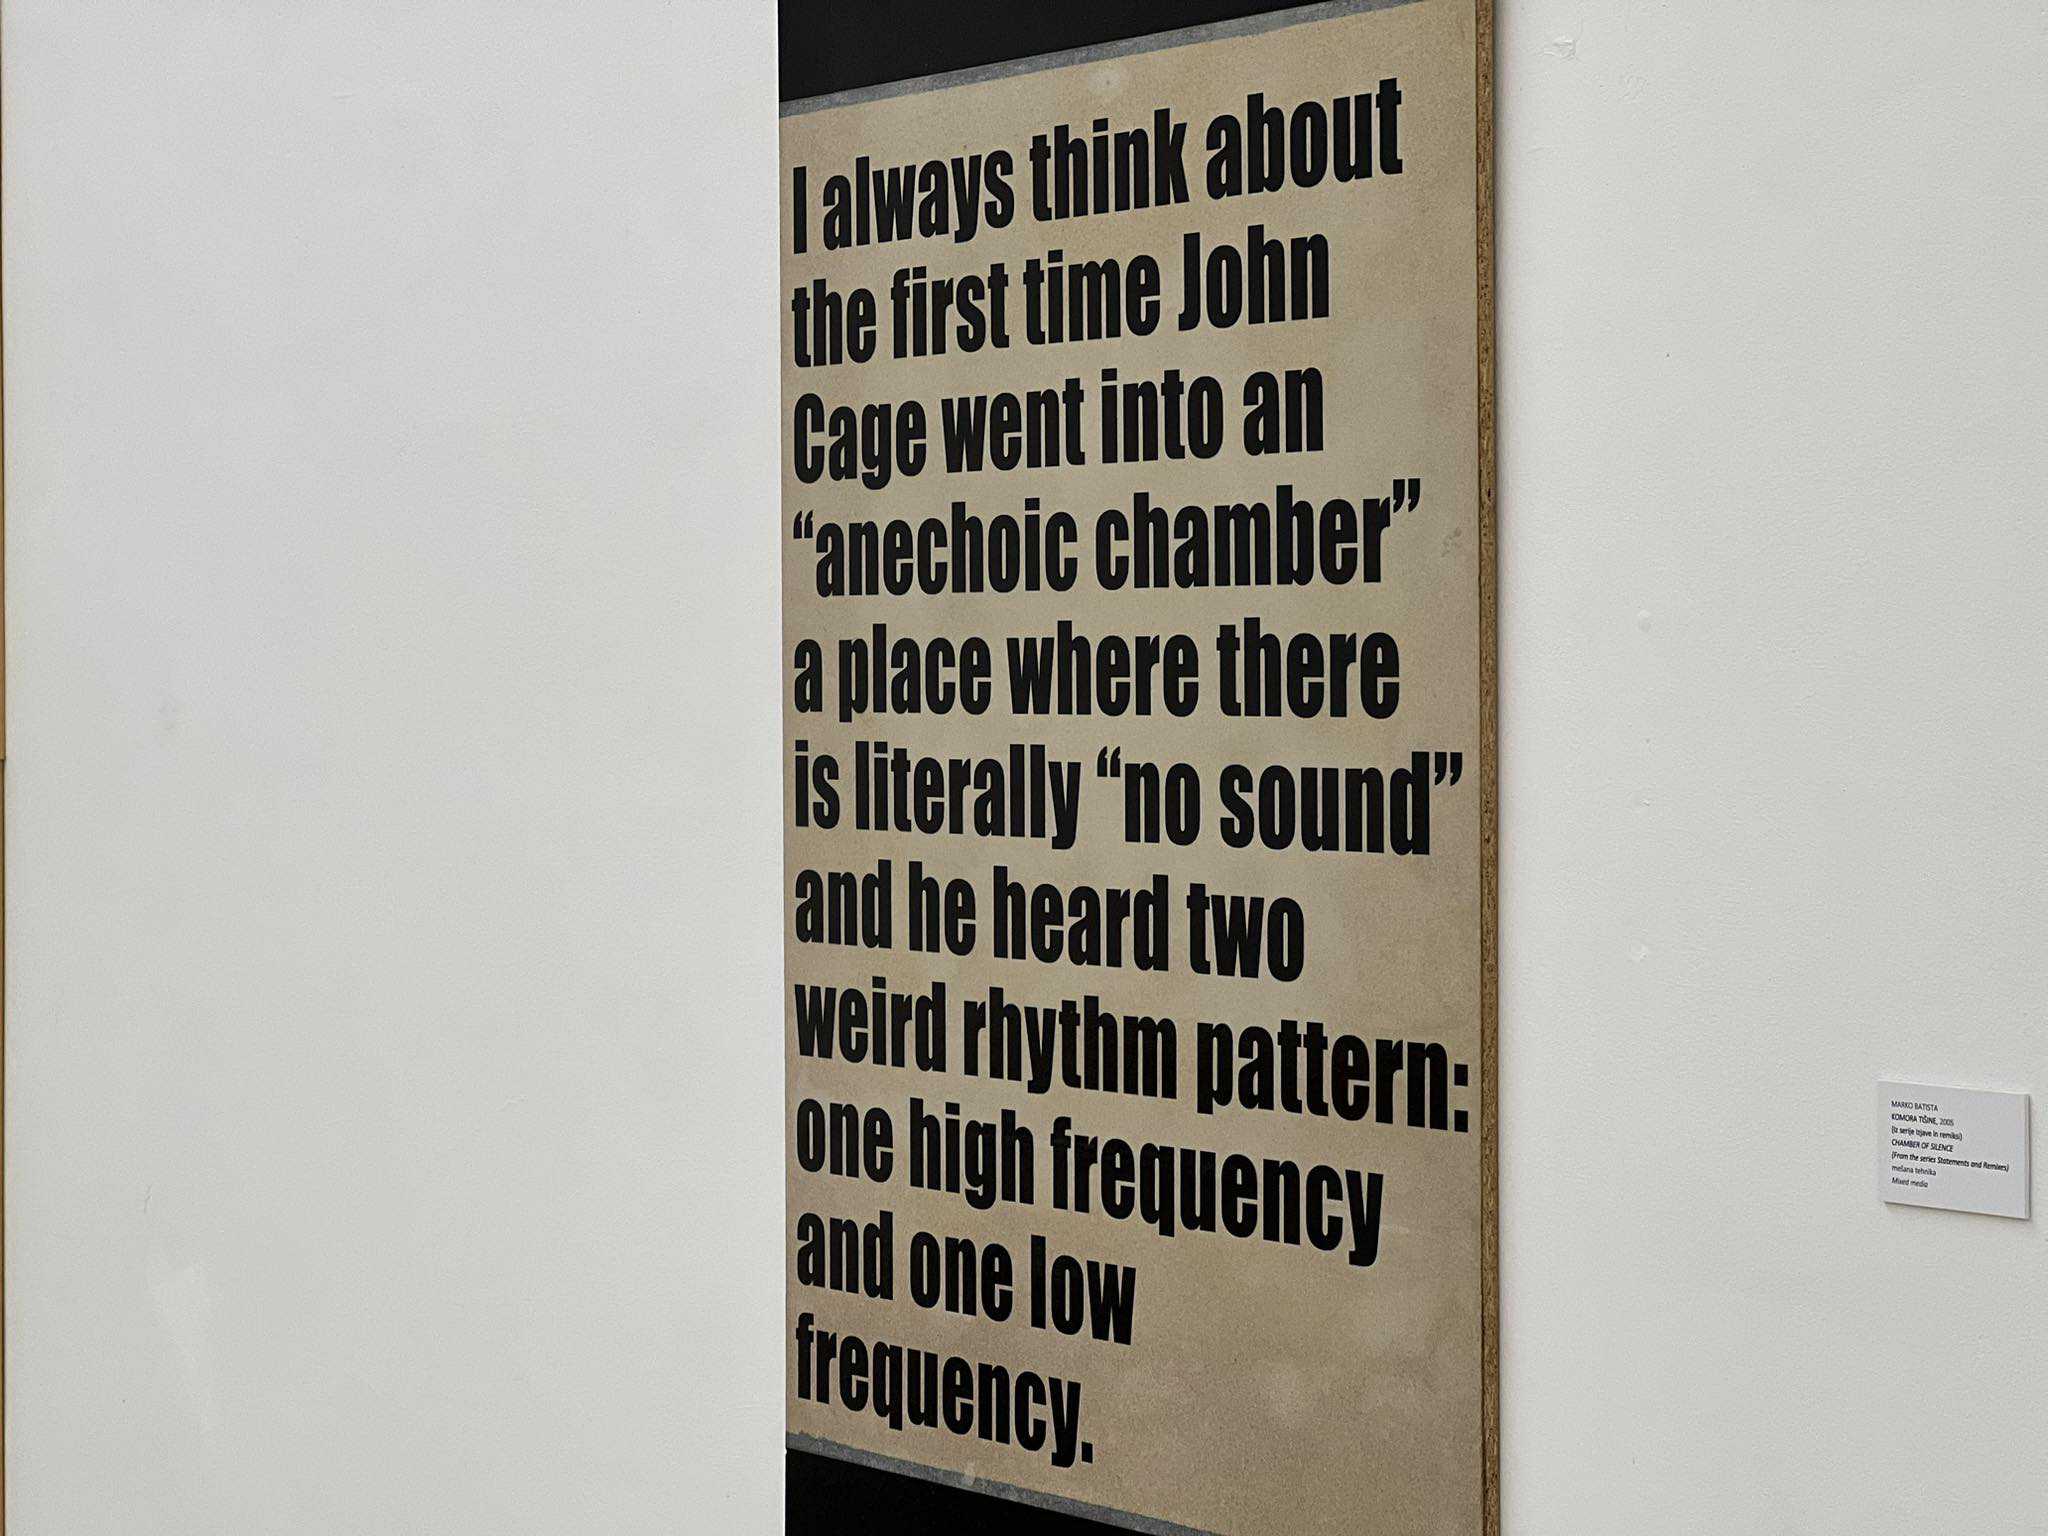 I always think about
the first time John
Cage went into an
“anechoic chamber”
a place where there
is literally “no sound”
and he heard two
weird rhythm pattern:
one high frequency
and one low
frequency.
MARKO BATISTA
KOMORA TIŠINE, 2005
(Iz serije Izjave in remiksi)
CHAMBER OF SILENCE
(From the series Statements and Remixes)
mešana tehnika
Mixed media